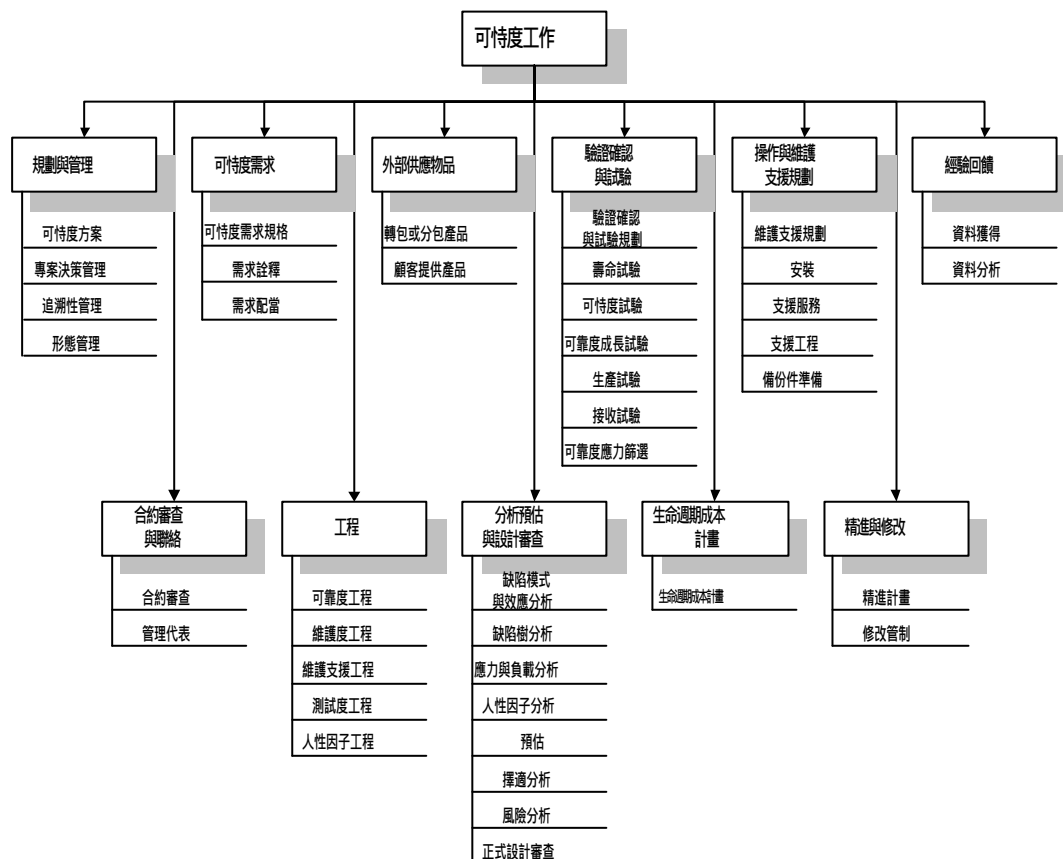 可恃度工作
規劃與管理
可恃度方案
專案決策管理
追溯性管理
形態管理
可恃度需求
可恃度需求規格
需求詮釋
需求配當
外部供應物品
轉包或分包產品
顧客提供產品
驗證確認
與試驗
驗證確認
與試驗規劃
壽命試驗
可恃度試驗
可靠度成長試驗
生產試驗
接收試驗
可靠度應力篩選
操作與維護
支援規劃
維護支援規劃
安裝
支援服務
支援工程
備份件準備
經驗回饋
資料獲得
資料分析
合約審查
與聯絡
合約審查
管理代表
工程
可靠度工程
維護度工程
維護支援工程
測試度工程
人性因子工程
分析預估
與設計審查
缺陷模式
與效應分析
缺陷樹分析
應力與負載分析
人性因子分析
預估
擇適分析
風險分析
正式設計審查
生命週期成本
計畫
生命週期成本計畫
精進與修改
精進計畫
修改管制